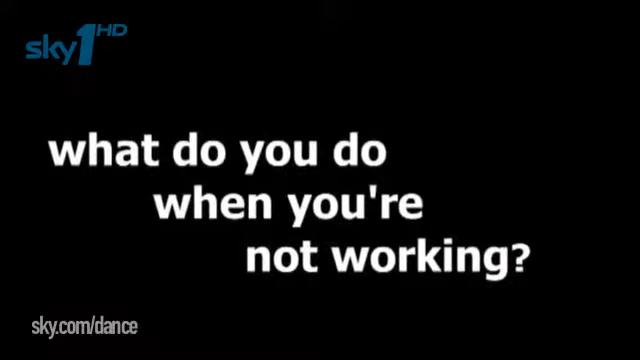 sky1HD
what do you do
when you're
not working?
sky.com/dance